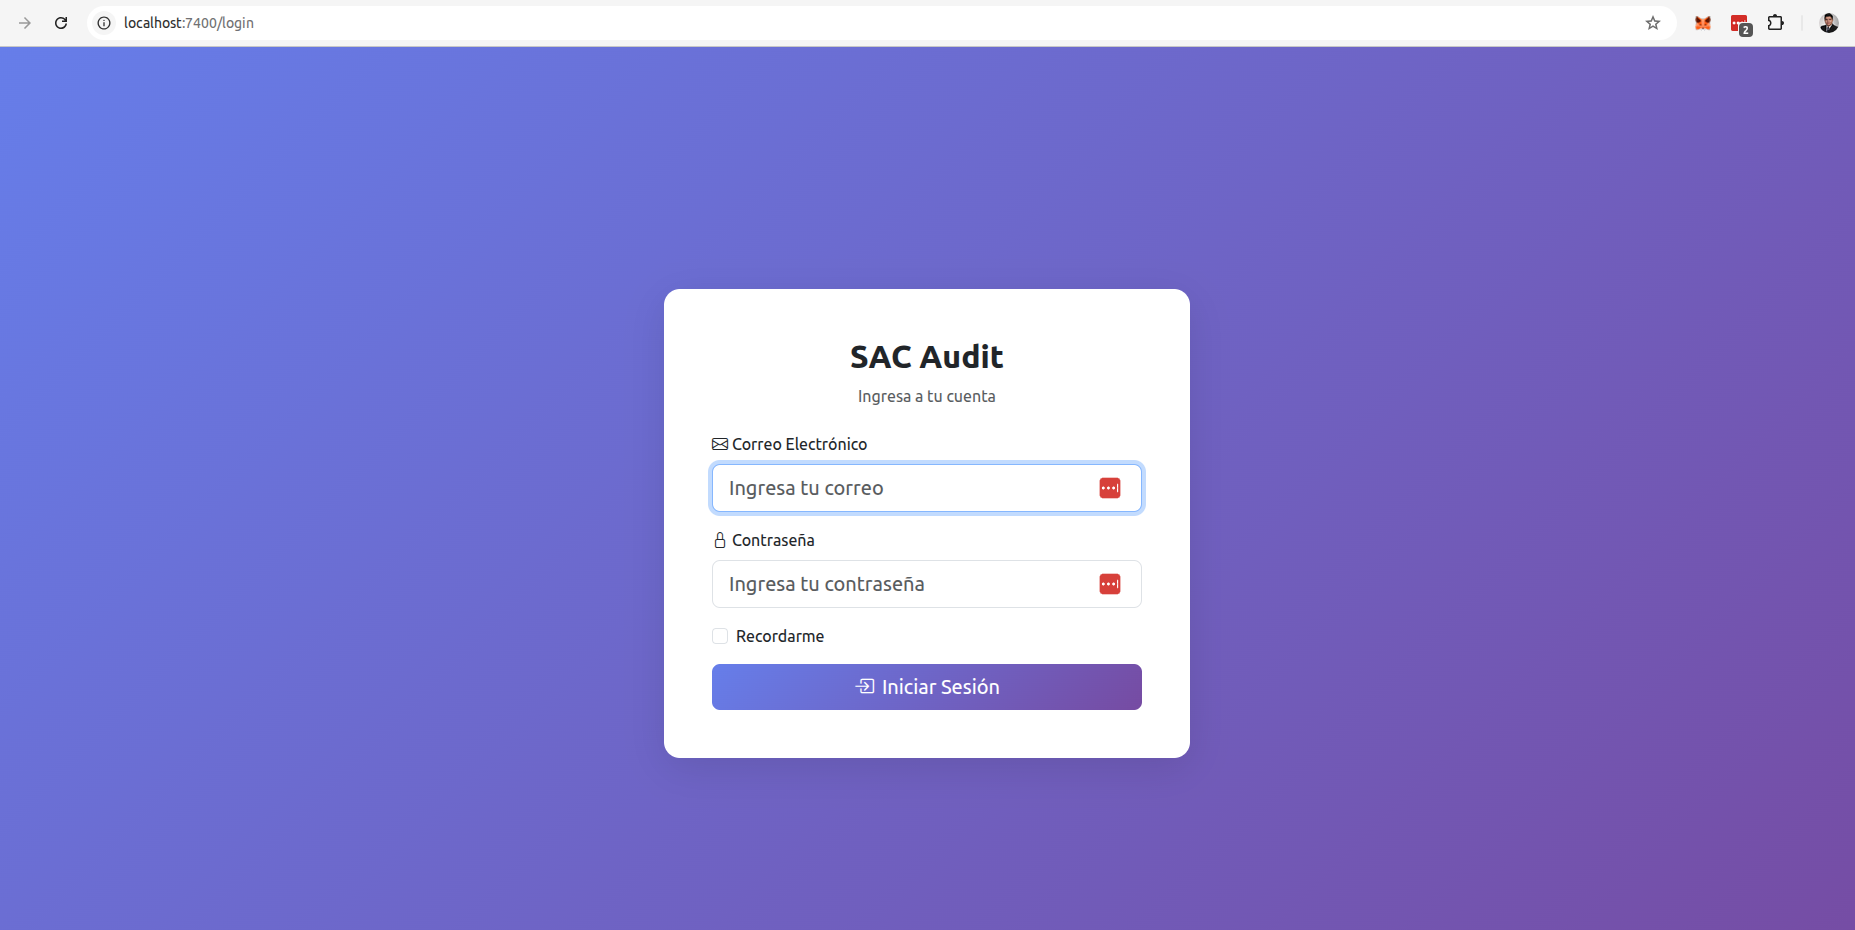 localhost:7400/login
2
SAC Audit
Ingresa a tu cuenta
Correo Electrónico
Ingresa tu correo
Contraseña
Ingresa tu contraseña
Recordarme
Iniciar Sesión